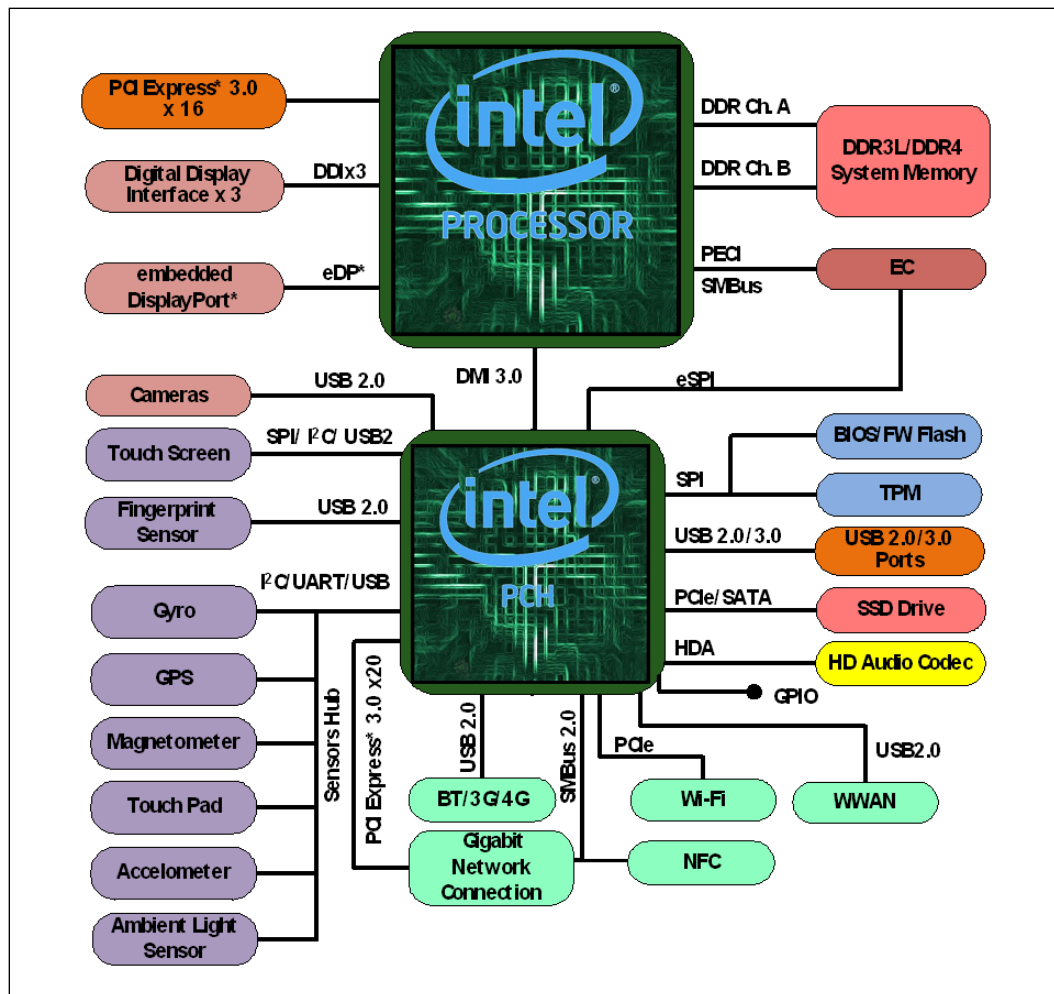 PCI Express* 3.0
x 16
Digital Display
Interface x 3
DDIx3
embedded
DisplayPort*
eDP*
intel®
PROCESSOR
DDR Ch. A
DDR Ch. B
DDR3L/DDR4
System Memory
PECI
SMBus
EC
DMI 3.0
eSPI
Cameras
USB 2.0
Touch Screen
SPI/ I²C/ USB2
Fingerprint
Sensor
USB 2.0
I²C/UART/USB
Gyro
GPS
Magnetometer
Touch Pad
Accelometer
Ambient Light
Sensor
Sensors Hub
intel®
PCH
SPI
BIOS/FW Flash
TPM
USB 2.0/3.0
USB 2.0/3.0
Ports
PCIe/SATA
SSD Drive
HDA
HD Audio Codec
GPIO
PCI Express* 3.0 x20
USB 2.0
SMBus 2.0
PCIe
USB2.0
BT/3G/4G
Wi-Fi
WWAN
Gigabit
Network
Connection
NFC